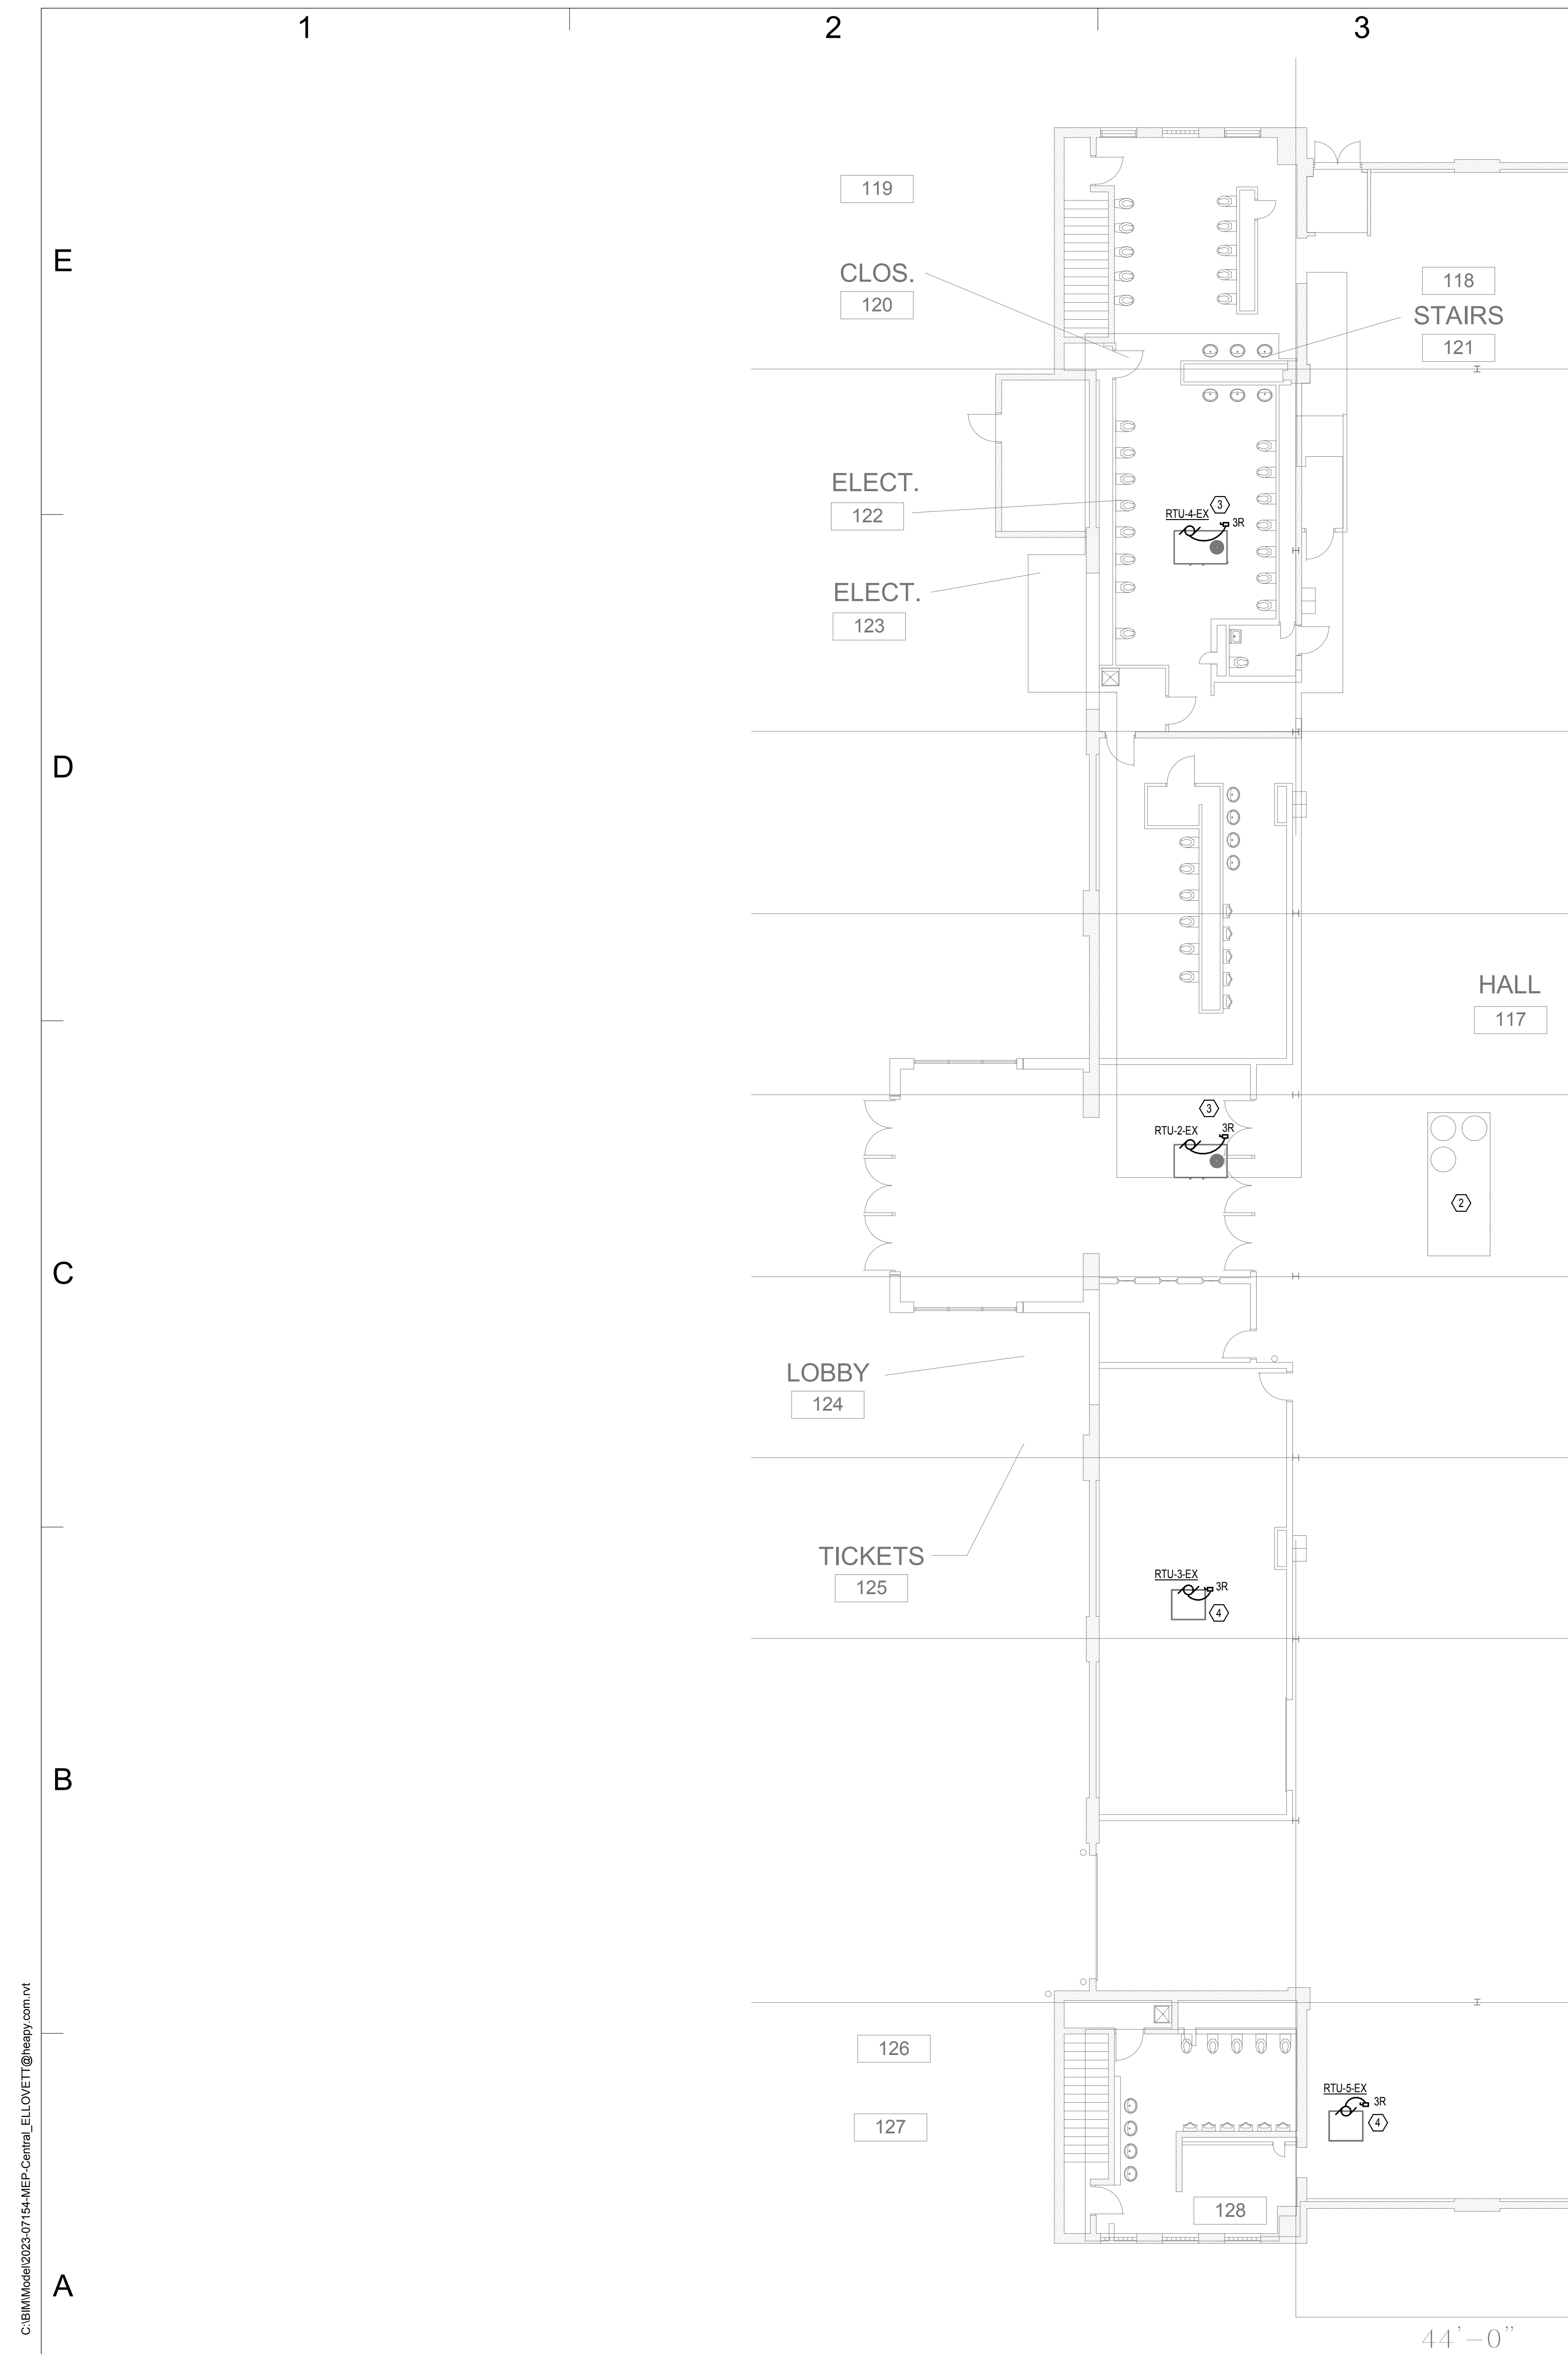 1
2
3
E
119
CLOS.
120
118
STAIRS
121
ELECT.
122
3
RTU-4-EX
3R
ELECT.
123
D
HALL
117
3
RTU-2-EX
3R
2
C
LOBBY
124
TICKETS
125
RTU-3-EX
3R
4
B
126
RTU-5-EX
3R
4
127
128
A
44'-0"
C:\BIM\Model\2023-07154-MEP-Central_ELLOVETT@heapy.com.rvt